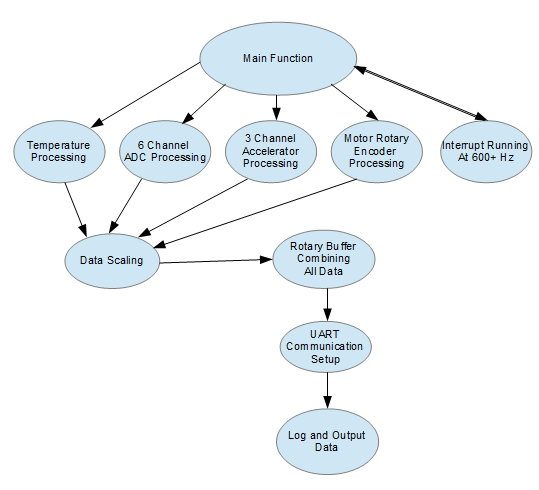 Main Function
Temperature
Processing
6 Channel
ADC Processing
3 Channel
Accelerator
Processing
Motor Rotary
Encoder
Processing
Interrupt Running
At 600+ Hz
Data Scaling
Rotary Buffer
Combining
All Data
UART
Communication
Setup
Log and Output
Data